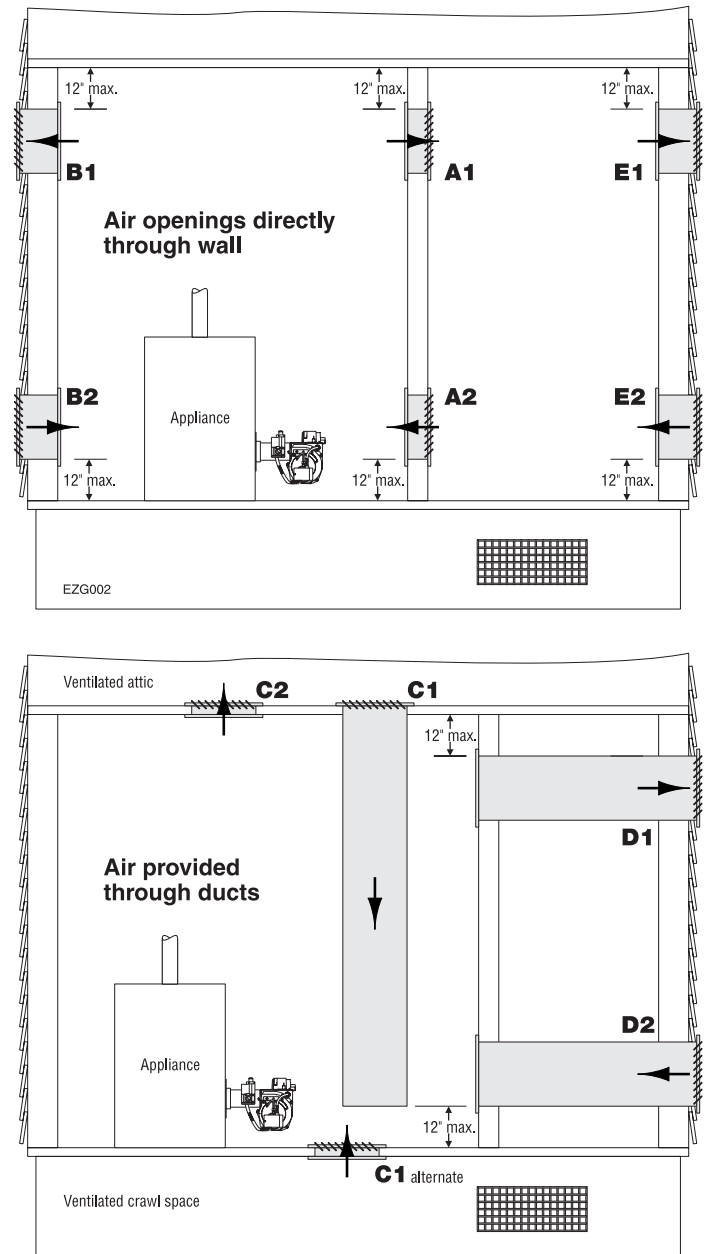 12" max.
12" max.
12" max.
B1
A1
E1
Air openings directly
through wall
B2
A2
E2
Appliance
12" max.
12" max.
12" max.
EZG002
Ventilated attic
C2
C1
12" max.
D1
Air provided
through ducts
D2
Appliance
12" max.
C1 alternate
Ventilated crawl space